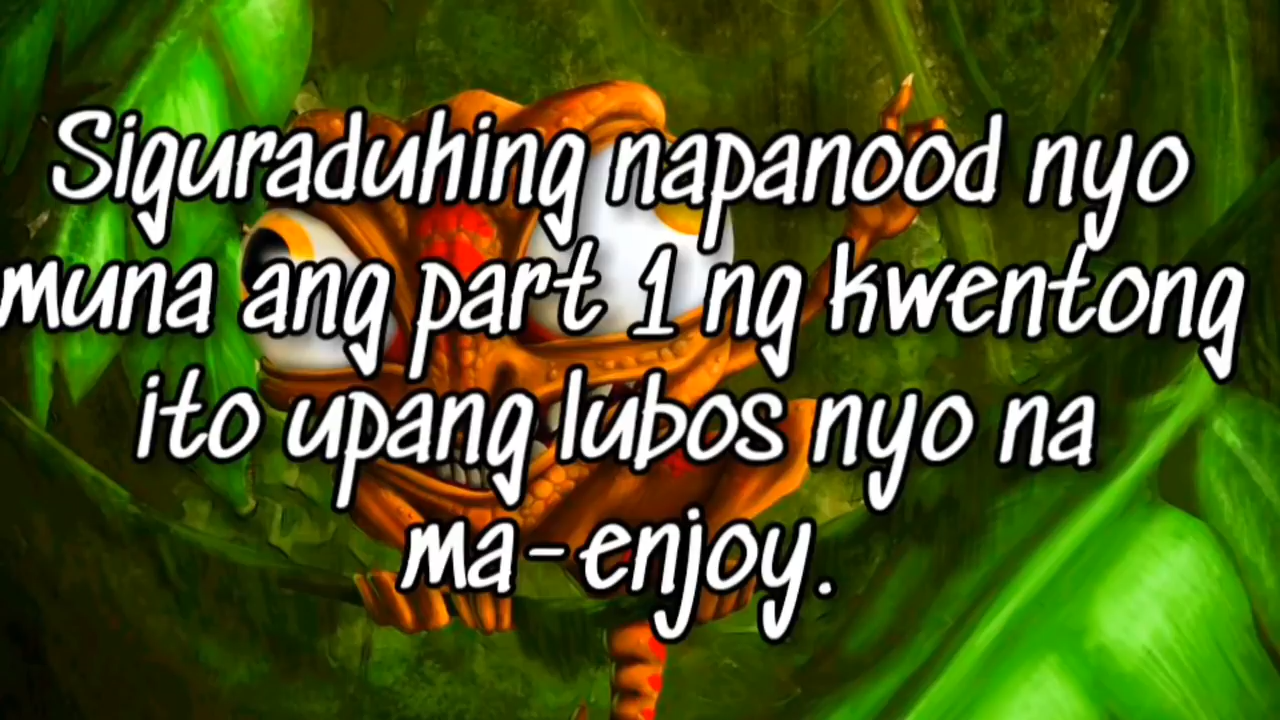 Siguraduhing napanood nyo
muna ang part 1 ng kwentong
ito upang lubos nyo na
ma-enjoy.